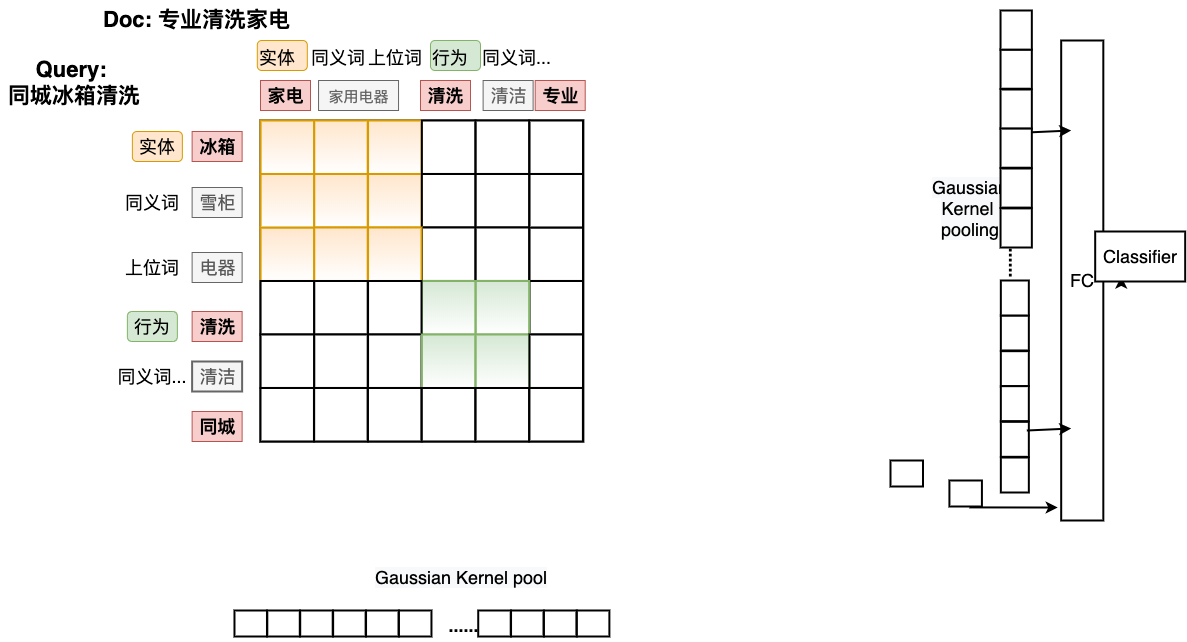 Doc: 专业清洗家电
实体 同义词 上位词 行为 同义词...
Query:
同城冰箱清洗
家电 家用电器 清洗 清洁 专业
实体 冰箱
同义词 雪柜
上位词 电器
行为 清洗
同义词... 清洁
同城
Gaussian
Kernel
pooling
Classifier
FC
Gaussian Kernel pool
......